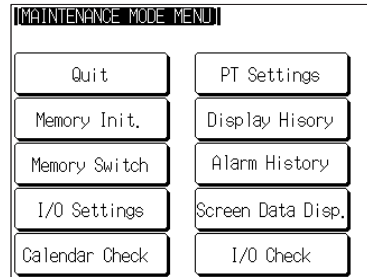 [MAINTENANCE MODE MENU]
Quit
PT Settings
Memory Init.
Display Hisory
Memory Switch
Alarm History
I/O Settings
Screen Data Disp.
Calendar Check
I/O Check